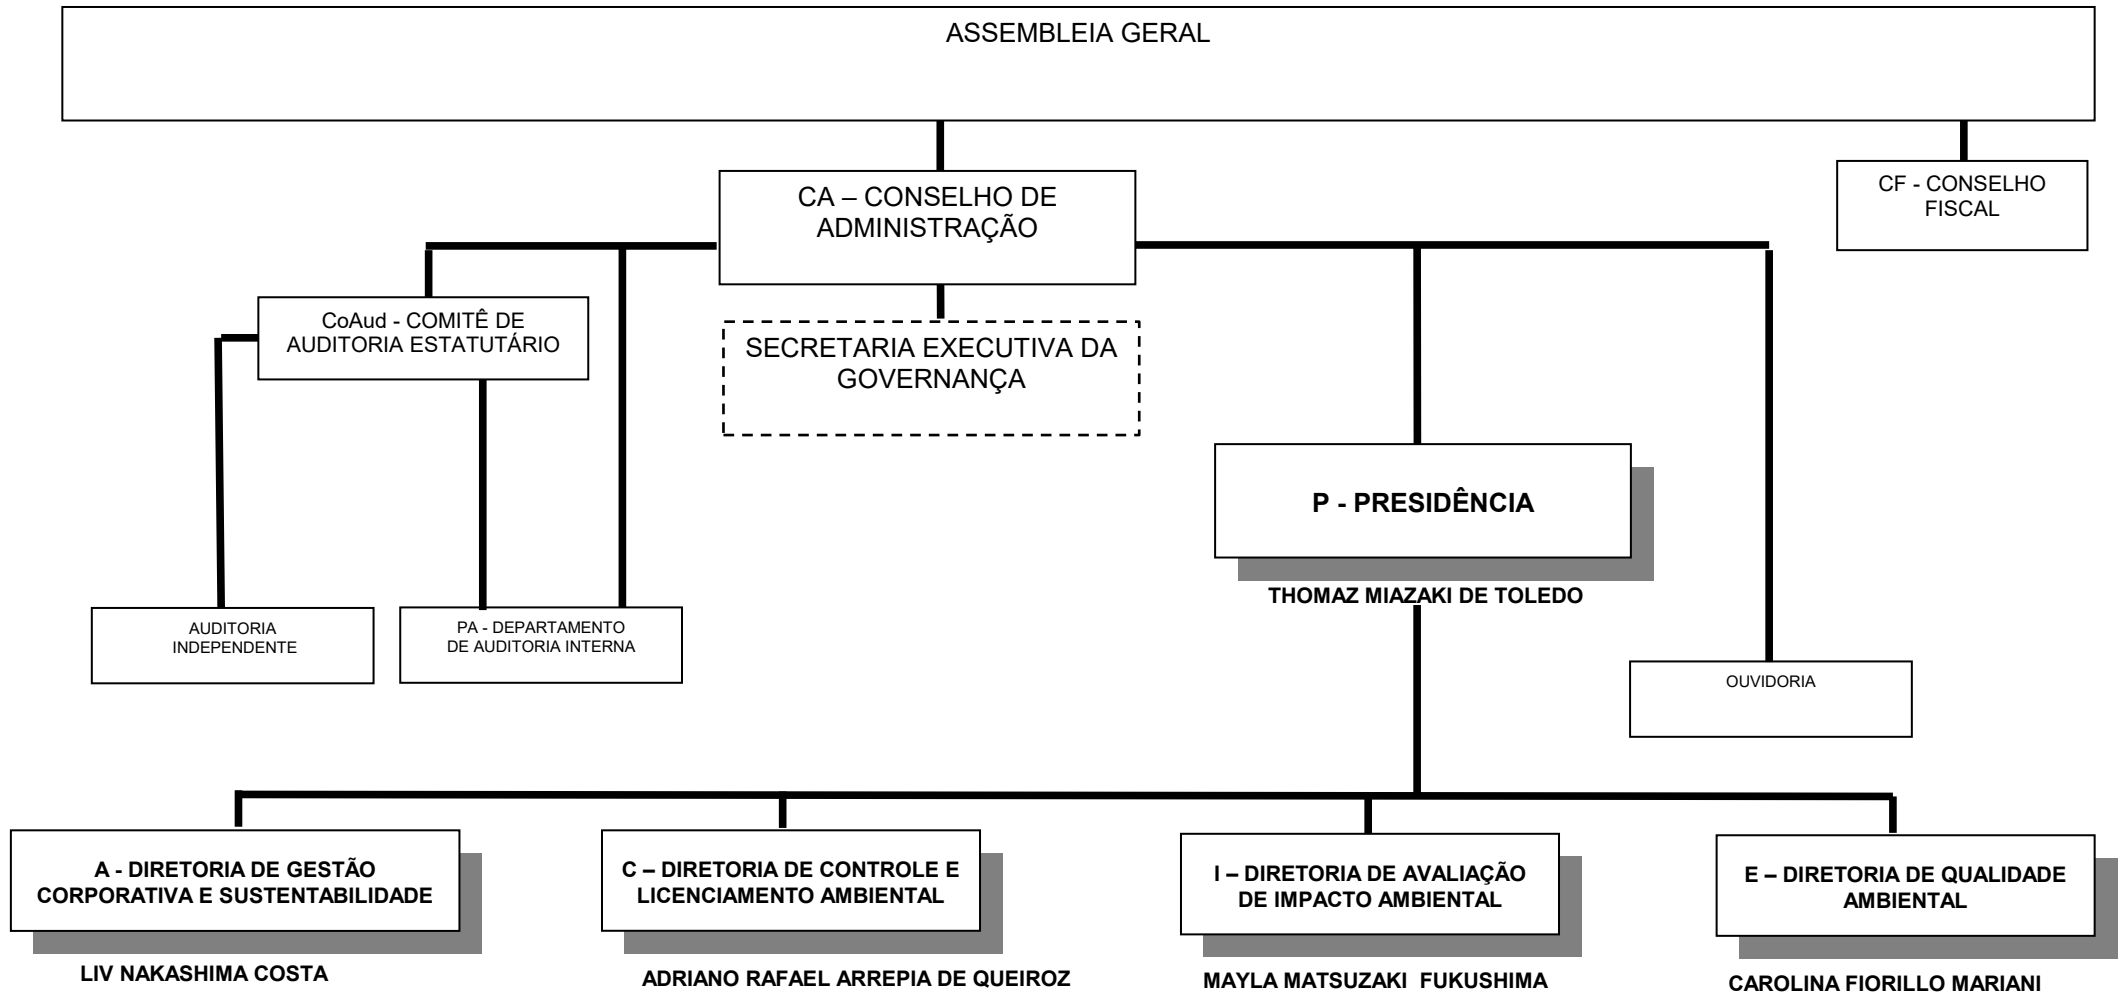 ASSEMBLEIA GERAL
CA – CONSELHO DE
ADMINISTRAÇÃO
CF - CONSELHO
FISCAL
CoAud - COMITÊ DE
AUDITORIA ESTATUTÁRIO
SECRETARIA EXECUTIVA DA
GOVERNANÇA
P - PRESIDÊNCIA
THOMAZ MIAZAKI DE TOLEDO
AUDITORIA
INDEPENDENTE
PA - DEPARTAMENTO
DE AUDITORIA INTERNA
OUVIDORIA
A - DIRETORIA DE GESTÃO
CORPORATIVA E SUSTENTABILIDADE
LIV NAKASHIMA COSTA
C – DIRETORIA DE CONTROLE E
LICENCIAMENTO AMBIENTAL
ADRIANO RAFAEL ARREPIA DE QUEIROZ
I – DIRETORIA DE AVALIAÇÃO
DE IMPACTO AMBIENTAL
MAYLA MATSUZAKI  FUKUSHIMA
E – DIRETORIA DE QUALIDADE
AMBIENTAL
CAROLINA FIORILLO MARIANI